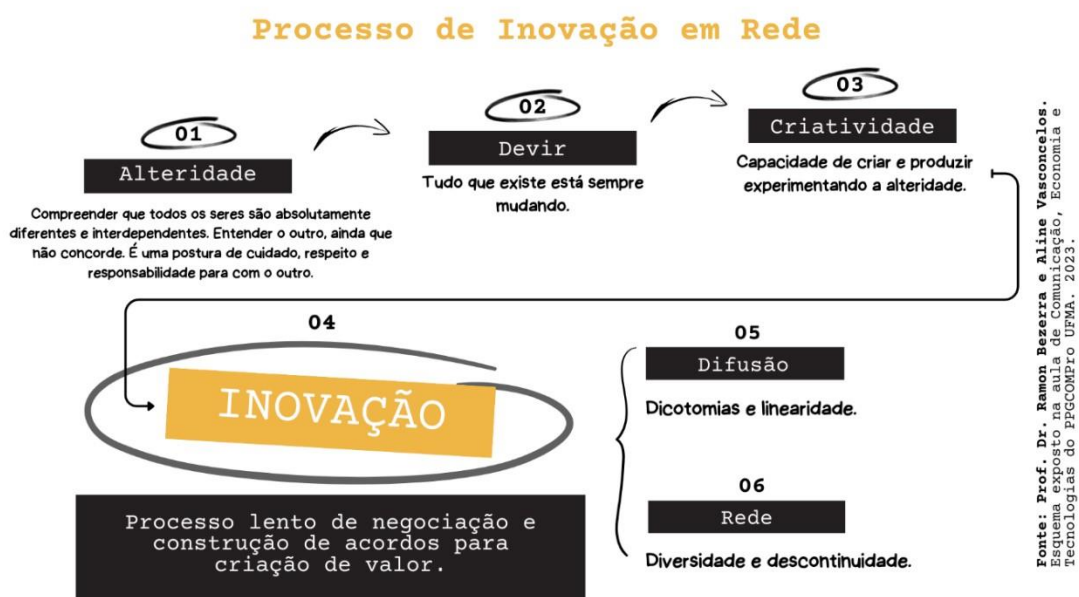 Processo de Inovação em Rede
01
Alteridade
Compreender que todos os seres são absolutamente
diferentes e interdependentes. Entender o outro, ainda que
não concorde. É uma postura de cuidado, respeito e
responsabilidade para com o outro.
02
Devir
Tudo que existe está sempre
mudando.
03
Criatividade
Capacidade de criar e produzir
experimentando a alteridade.
04
INOVAÇÃO
Processo lento de negociação e
construção de acordos para
criação de valor.
05
Difusão
Dicotomias e linearidade.
06
Rede
Diversidade e descontinuidade.
Fonte: Prof. Dr. Ramon Bezerra e Aline Vasconcelos.
Esquema exposto na aula de Comunicação, Economia e
Tecnologias do PPGCOMPro UFMA. 2023.